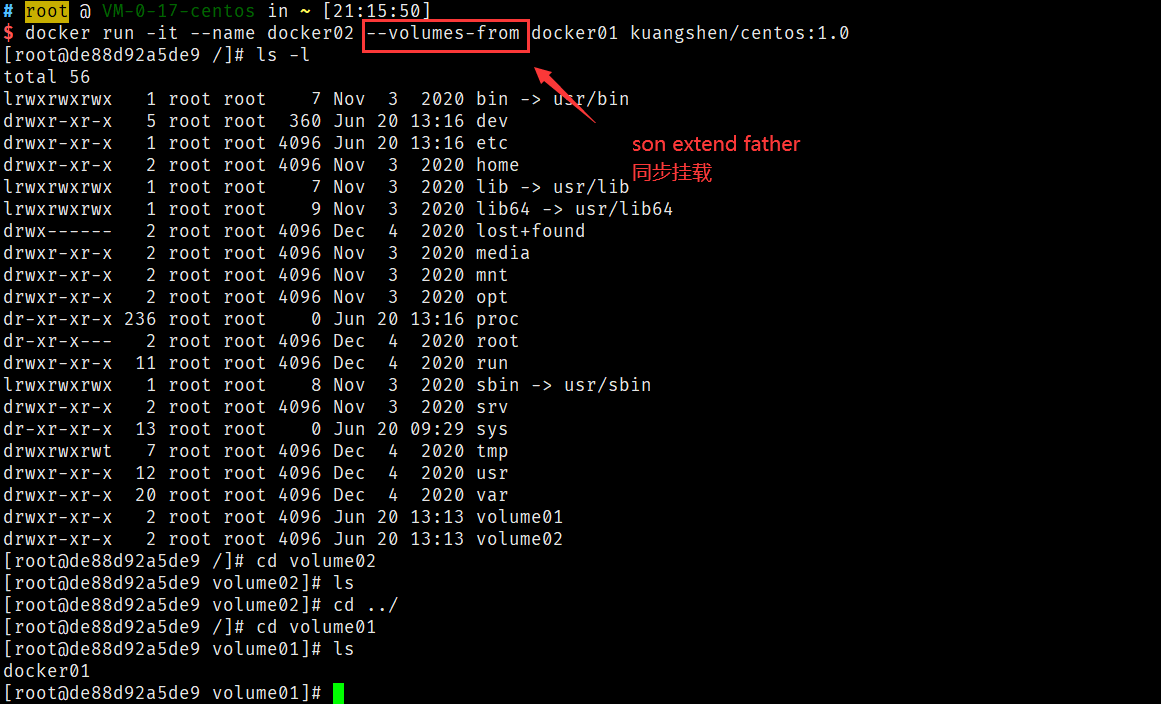 # root @ VM-0-17-centos in ~ [21:15:50]
$ docker run -it --name docker02 --volumes-from docker01 kuangshen/centos:1.0
[root@de88d92a5de9 /]# ls -l
total 56
lrwxrwxrwx   1 root root    7 Nov  3  2020 bin -> usr/bin
drwxr-xr-x   5 root root  360 Jun 20 13:16 dev
drwxr-xr-x   1 root root 4096 Jun 20 13:16 etc
son extend father
drwxr-xr-x   2 root root 4096 Nov  3  2020 home
同步挂载
lrwxrwxrwx   1 root root    7 Nov  3  2020 lib -> usr/lib
lrwxrwxrwx   1 root root    9 Nov  3  2020 lib64 -> usr/lib64
drwx------   2 root root 4096 Dec  4  2020 lost+found
drwxr-xr-x   2 root root 4096 Nov  3  2020 media
drwxr-xr-x   2 root root 4096 Nov  3  2020 mnt
drwxr-xr-x   2 root root 4096 Nov  3  2020 opt
dr-xr-xr-x 236 root root    0 Jun 20 13:16 proc
dr-xr-x---   2 root root 4096 Dec  4  2020 root
drwxr-xr-x  11 root root 4096 Dec  4  2020 run
lrwxrwxrwx   1 root root    8 Nov  3  2020 sbin -> usr/sbin
drwxr-xr-x   2 root root 4096 Nov  3  2020 srv
dr-xr-xr-x  13 root root    0 Jun 20 09:29 sys
drwxrwxrwt   7 root root 4096 Dec  4  2020 tmp
drwxr-xr-x  12 root root 4096 Dec  4  2020 usr
drwxr-xr-x  20 root root 4096 Dec  4  2020 var
drwxr-xr-x   2 root root 4096 Jun 20 13:13 volume01
drwxr-xr-x   2 root root 4096 Jun 20 13:13 volume02
[root@de88d92a5de9 /]# cd volume02
[root@de88d92a5de9 volume02]# ls
[root@de88d92a5de9 volume02]# cd ../
[root@de88d92a5de9 /]# cd volume01
[root@de88d92a5de9 volume01]# ls
docker01
[root@de88d92a5de9 volume01]#